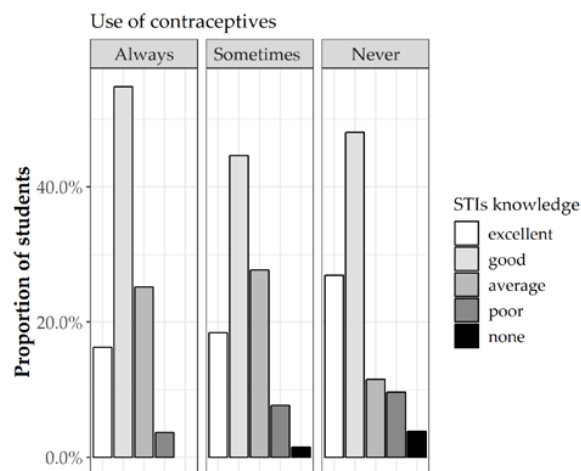 Use of contraceptives
Always Sometimes Never
Proportion of students
40.0%
20.0%
0.0%
STIs knowledge
excellent
good
average
poor
none